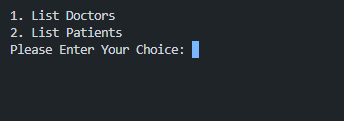 1. List Doctors
2. List Patients
Please Enter Your Choice: